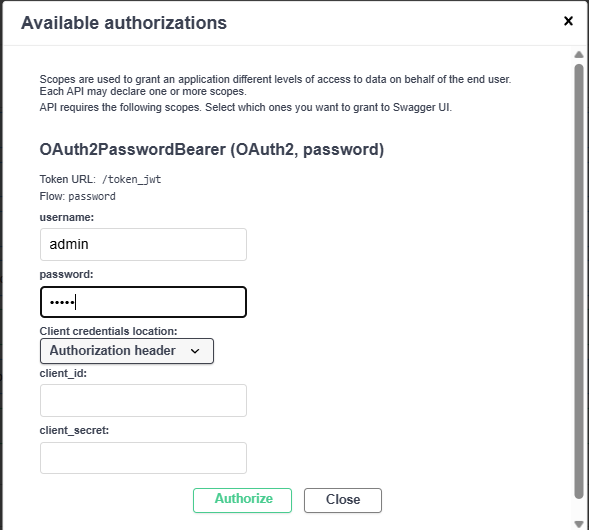 Available authorizations
×
Scopes are used to grant an application different levels of access to data on behalf of the end user.
Each API may declare one or more scopes.
API requires the following scopes. Select which ones you want to grant to Swagger UI.
OAuth2PasswordBearer (OAuth2, password)
Token URL: /token_jwt
Flow: password
username:
admin
password:
•••••
Client credentials location:
Authorization header
client_id:
client_secret:
Authorize Close